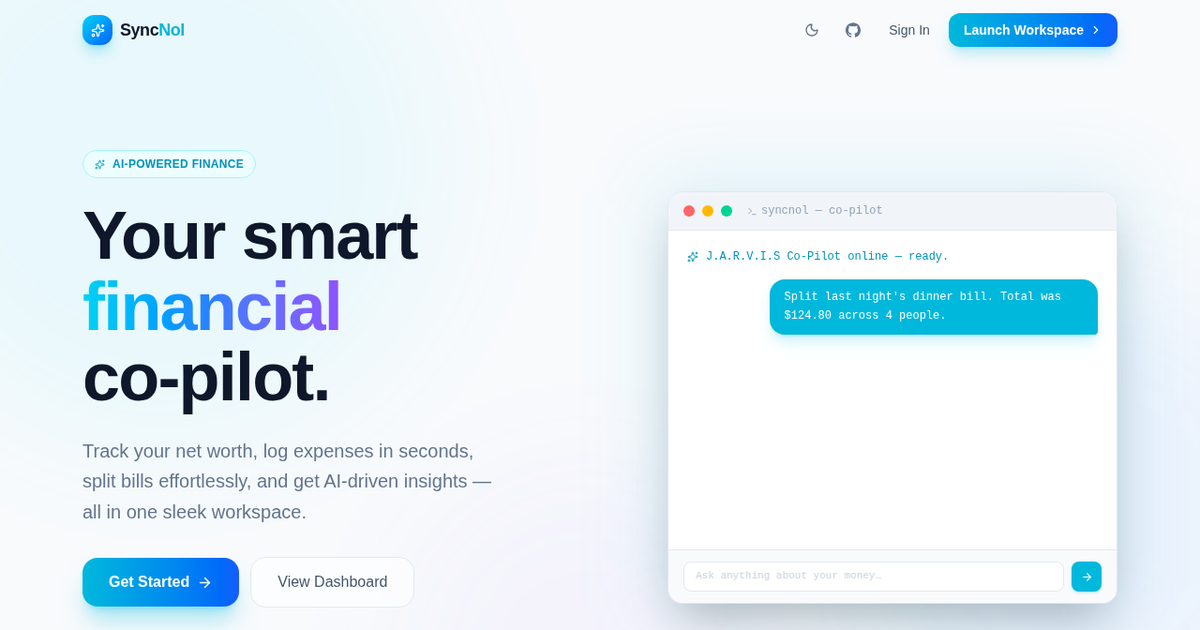 SyncNol
Sign In
Launch Workspace
AI-POWERED FINANCE
Your smart
financial
co-pilot.
Track your net worth, log expenses in seconds,
split bills effortlessly, and get AI-driven insights —
all in one sleek workspace.
Get Started
View Dashboard
syncnol — co-pilot
J.A.R.V.I.S Co-Pilot online — ready.
Split last night's dinner bill. Total was
$124.80 across 4 people.
Ask anything about your money…